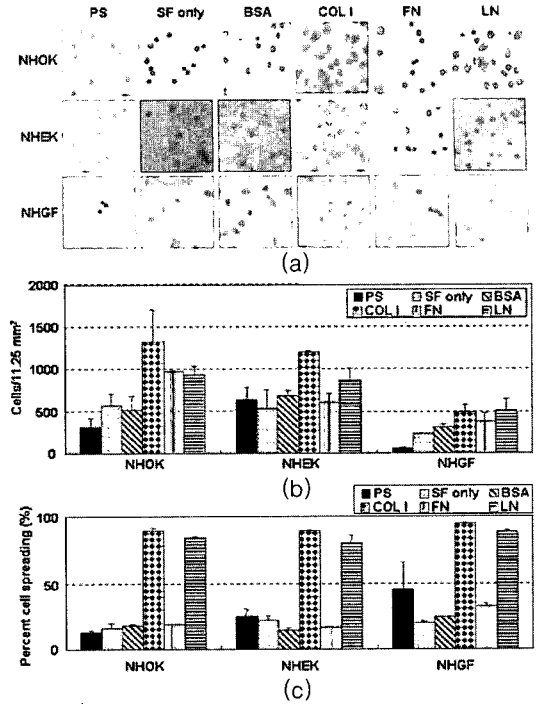 PS SF only BSA COL I FN LN
NHOK
NHEK
NHGF
(a)
2000
1500
1000
500
0
Cells/11.25 mm²
PS SF only BSA
COL I FN LN
NHOK NHEK NHGF
(b)
PS SF only BSA
COL I FN LN
100
50
0
Percent cell spreading (%)
NHOK NHEK NHGF
(c)